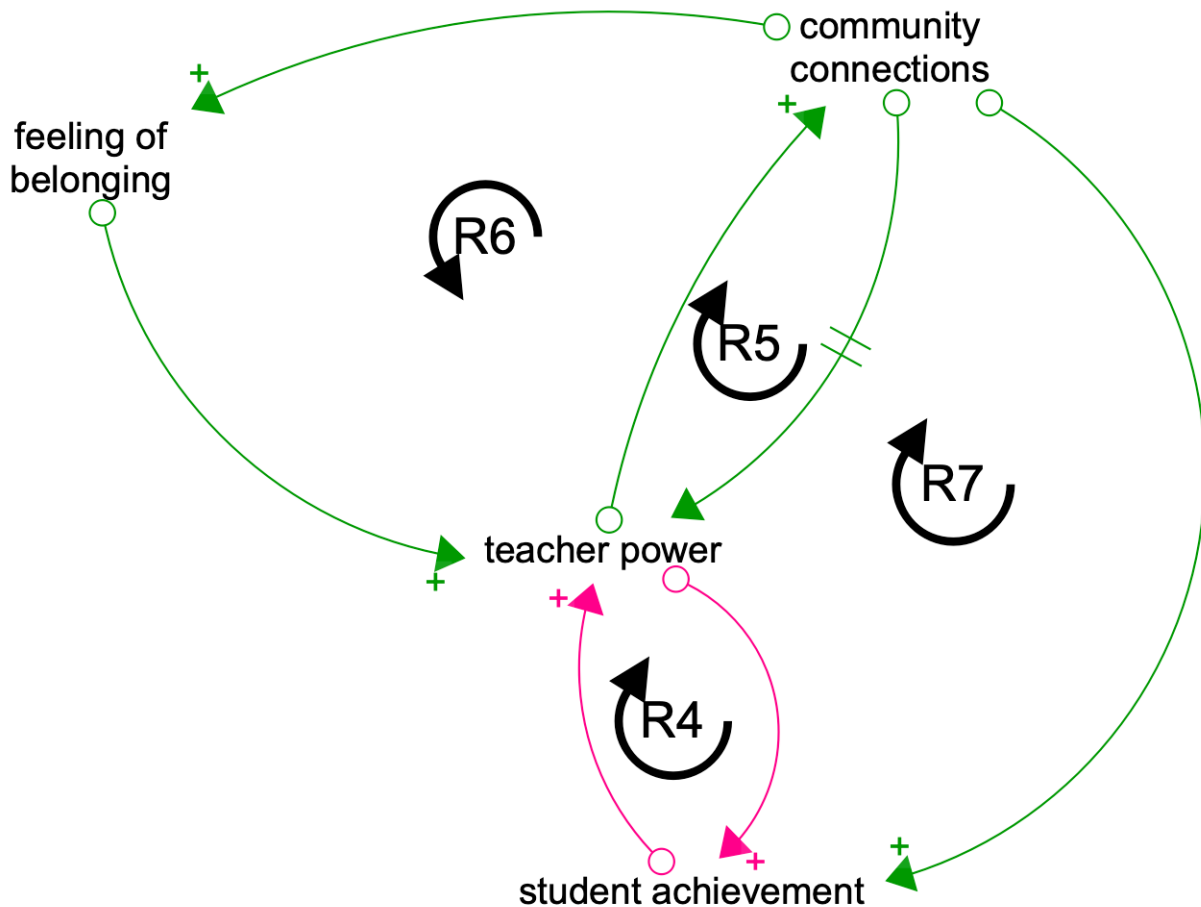 community
connections
+
+
feeling of
belonging
R6
R5
R7
teacher power
+
+
R4
+
+
student achievement